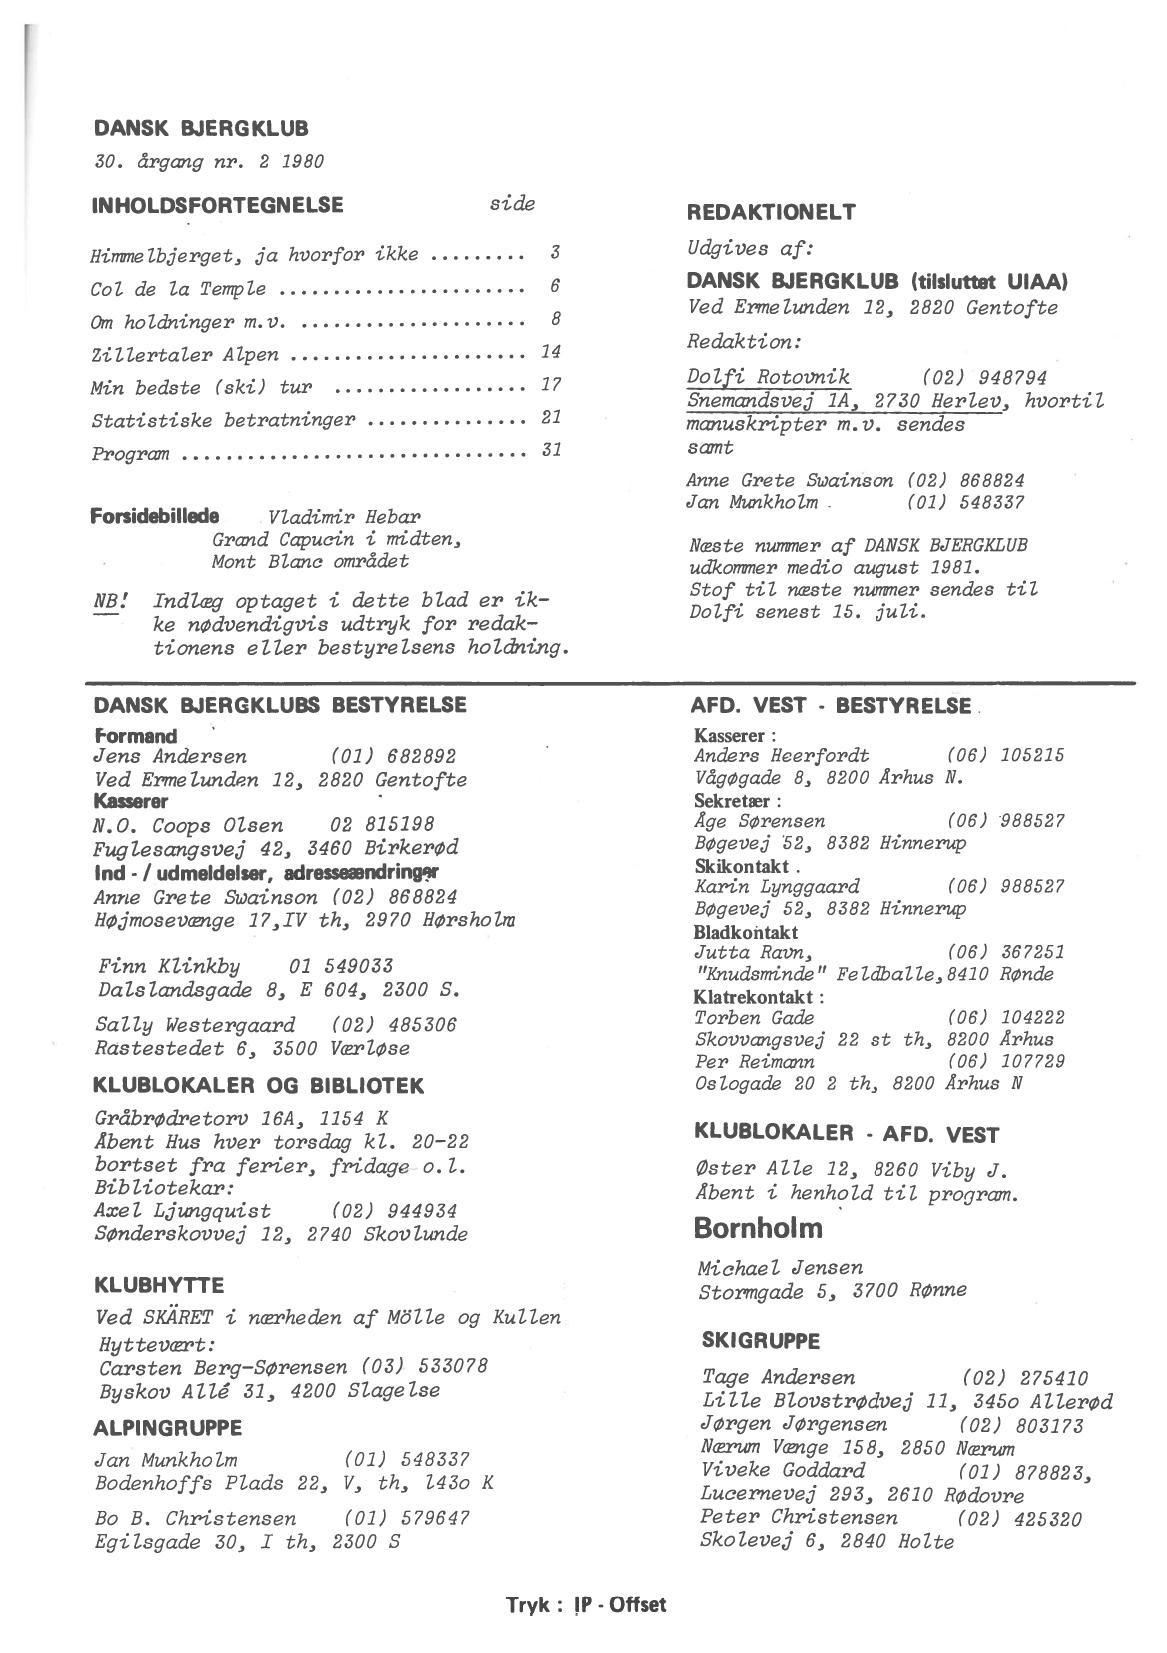 DANSK BJERGKLUB
30. årgang nr. 2 1980
INHOLDSFORTEGNELSE side
Himmelbjerget, ja hvorfor ikke ......... 3
Col de la Temple ....................... 6
Om holdninger m.v. ..................... 8
Zillertaler Alpen ...................... 14
Min bedste (ski) tur .................. 17
Statistiske betratninger ............... 21
Program ................................ 31
Forsidebillede Vladimir Hebar
Grand Capucin i midten,
Mont Blanc området
NB! Indlæg optaget i dette blad er ik-
ke nødvendigvis udtryk for redak-
tionens eller bestyrelsens holdning.
REDAKTIONELT
Udgives af:
DANSK BJERGKLUB (tilsluttet UIAA)
Ved Ermelunden 12, 2820 Gentofte
Redaktion:
Dolfi Rotovnik (02) 948794
Snemandsvej 1A, 2730 Herlev, hvortil
manuskripter m.v. sendes
samt
Anne Grete Swainson (02) 868824
Jan Munkholm (01) 548337
Næste nummer af DANSK BJERGKLUB
udkommer medio august 1981.
Stof til næste nummer sendes til
Dolfi senest 15. juli.
DANSK BJERGKLUBS BESTYRELSE
Formand
Jens Andersen (01) 682892
Ved Ermelunden 12, 2820 Gentofte
Kasserer
N.O. Coops Olsen 02 815198
Fuglesangsvej 42, 3460 Birkerød
Ind - / udmeldelser, adresseændringer
Anne Grete Swainson (02) 868824
Højmosevænge 17,IV th, 2970 Hørsholm
Finn Klinkby 01 549033
Dalslandsgade 8, E 604, 2300 S.
Sally Westergaard (02) 485306
Rastestedet 6, 3500 Værløse
KLUBLOKALER OG BIBLIOTEK
Gråbrødretorv 16A, 1154 K
Åbent Hus hver torsdag kl. 20-22
bortset fra ferier, fridage o.l.
Bibliotekar:
Axel Ljungquist (02) 944934
Sønderskovvej 12, 2740 Skovlunde
KLUBHYTTE
Ved SKÄRET i nærheden af Mölle og Kullen
Hyttevært:
Carsten Berg-Sørensen (03) 533078
Byskov Allé 31, 4200 Slagelse
ALPINGRUPPE
Jan Munkholm (01) 548337
Bodenhoffs Plads 22, V, th, l43o K
Bo B. Christensen (01) 579647
Egilsgade 30, I th, 2300 S
AFD. VEST - BESTYRELSE
Kasserer :
Anders Heerfordt (06) 105215
Vågøgade 8, 8200 Århus N.
Sekretær :
Åge Sørensen (06) 988527
Bøgevej 52, 8382 Hinnerup
Skikontakt .
Karin Lynggaard (06) 988527
Bøgevej 52, 8382 Hinnerup
Bladkontakt
Jutta Ravn, (06) 367251
"Knudsminde" Feldballe,8410 Rønde
Klatrekontakt :
Torben Gade (06) 104222
Skovvangsvej 22 st th, 8200 Århus
Per Reimann (06) 107729
Oslogade 20 2 th, 8200 Århus N
KLUBLOKALER - AFD. VEST
Øster Alle 12, 8260 Viby J.
Åbent i henhold til program.
Bornholm
Michael Jensen
Stormgade 5, 3700 Rønne
SKIGRUPPE
Tage Andersen (02) 275410
Lille Blovstrødvej 11, 345o Allerød
Jørgen Jørgensen (02) 803173
Nærum Vænge 158, 2850 Nærum
Viveke Goddard (01) 878823,
Lucernevej 293, 2610 Rødovre
Peter Christensen (02) 425320
Skolevej 6, 2840 Holte
Tryk : IP - Offset